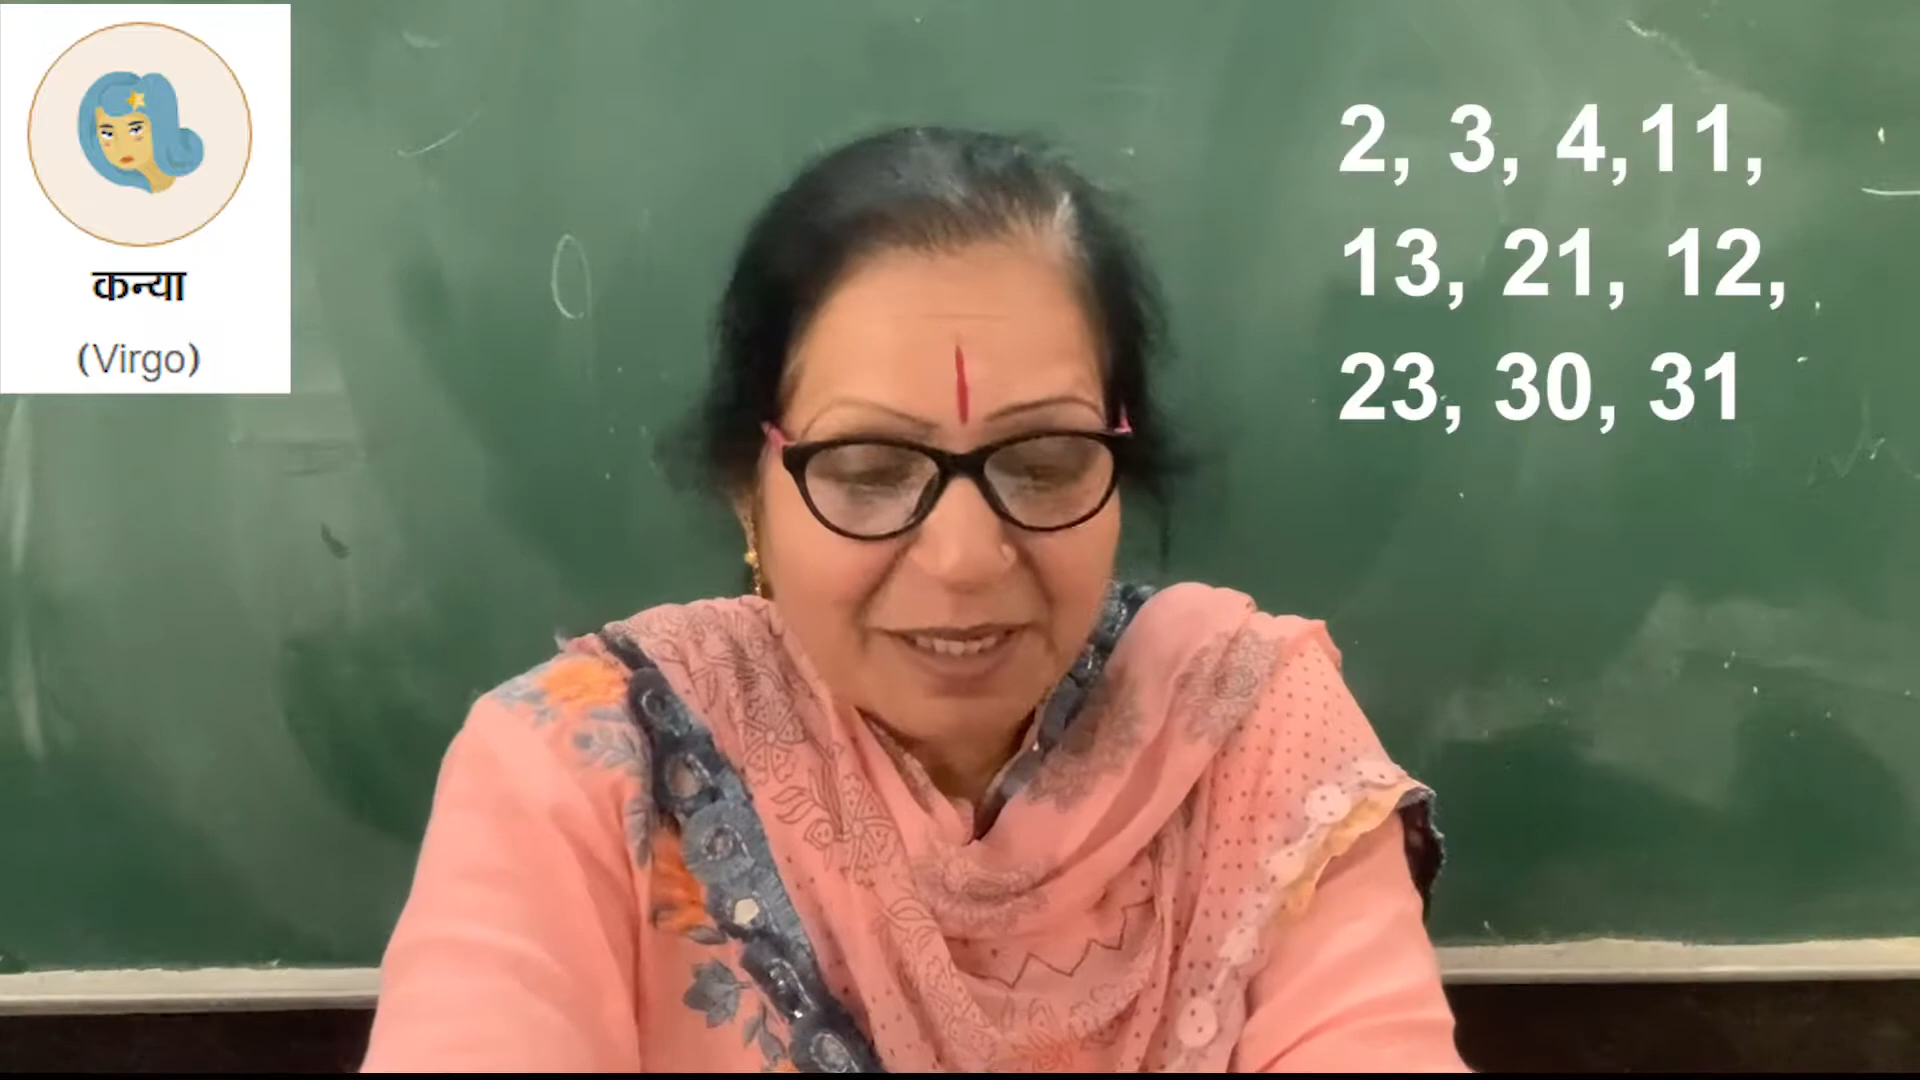 कन्या
(Virgo)
2, 3, 4,11,
13, 21, 12,
23, 30, 31